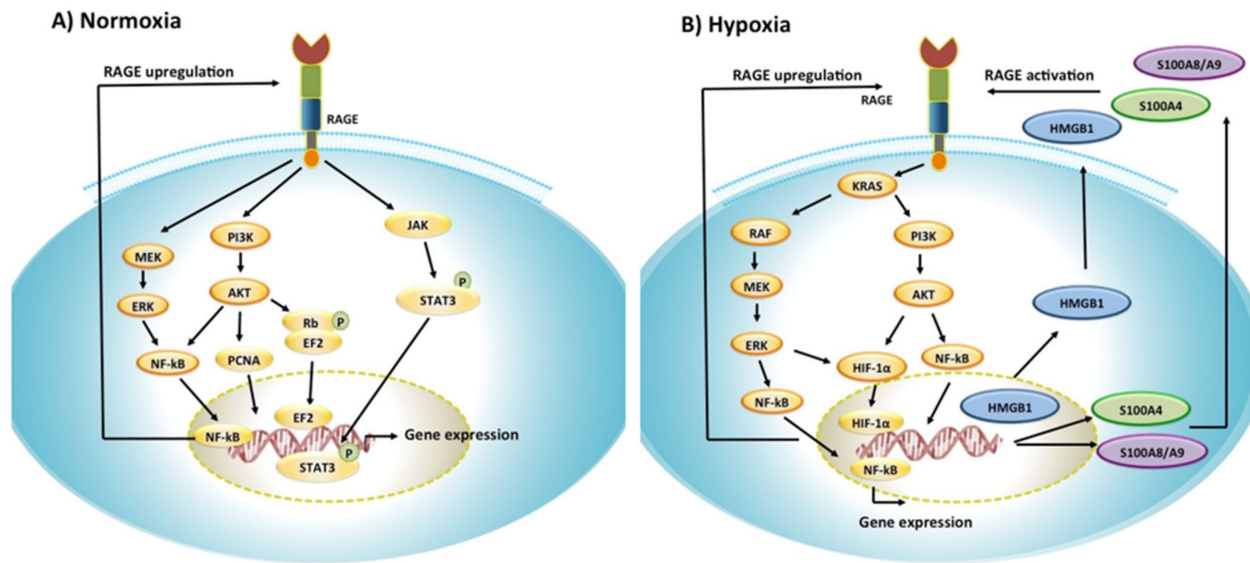 A) Normoxia
RAGE upregulation
RAGE
JAK
PI3K
MEK
P
AKT
STAT3
ERK
Rb
P
EF2
NF-kB
PCNA
EF2
NF-kB
Gene expression
P
STAT3
B) Hypoxia
S100A8/A9
RAGE upregulation
RAGE activation
RAGE
S100A4
HMGB1
KRAS
RAF
PI3K
MEK
AKT
HMGB1
ERK
NF-kB
HIF-1α
NF-kB
HMGB1
S100A4
HIF-1α
S100A8/A9
NF-kB
Gene expression